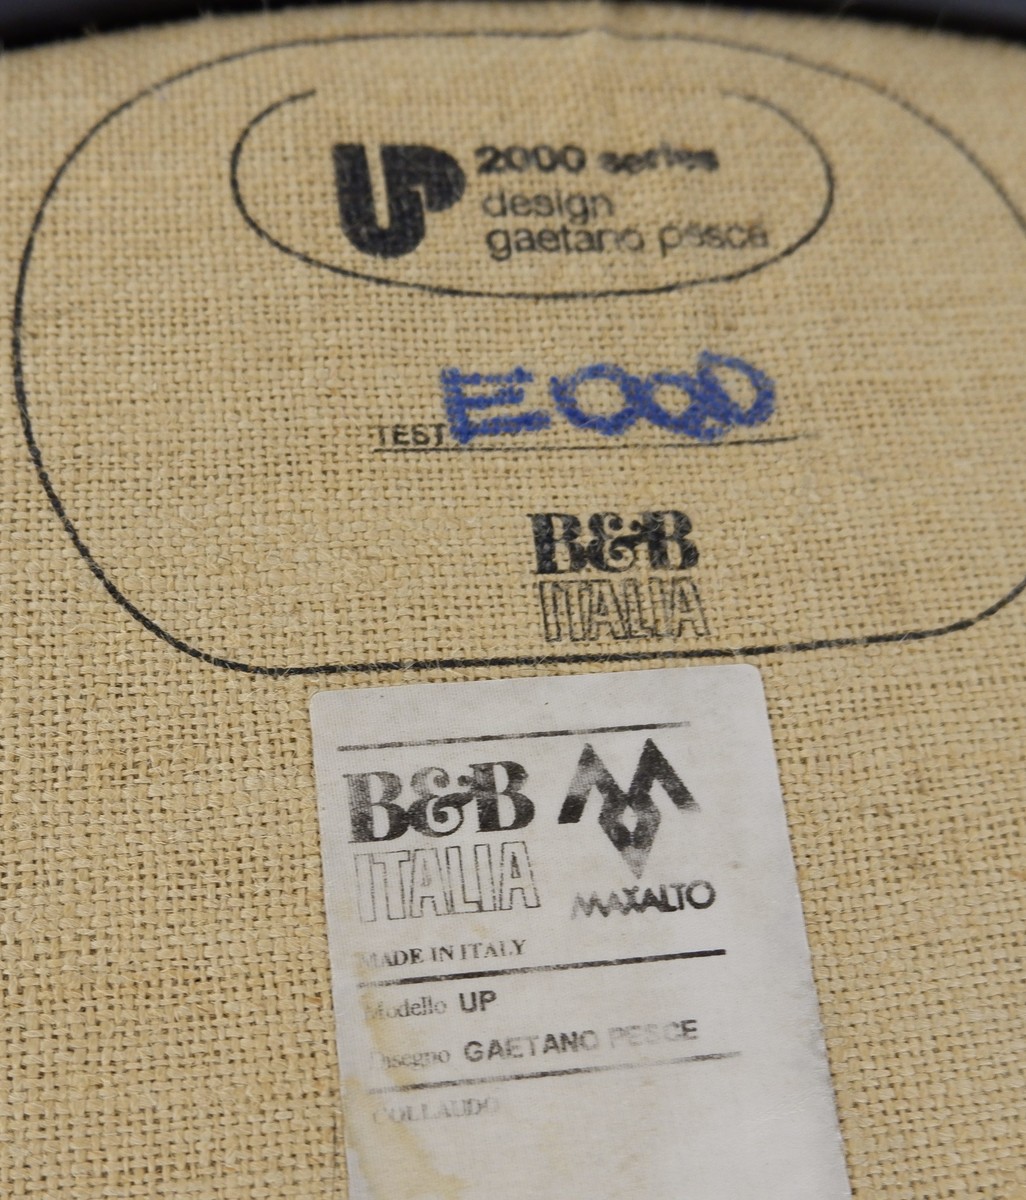 UP 2000 series
design
gaetano pesce
TEST E000
B&B
ITALIA
B&B
ITALIA
MAXALTO
MADE IN ITALY
Modello UP
Disegno GAETANO PESCE
COLLAUDO